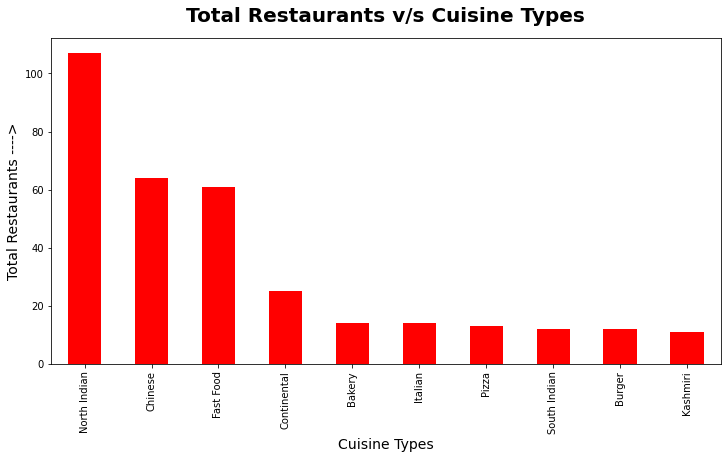 Total Restaurants v/s Cuisine Types
Total Restaurants ---->
100
80
60
40
20
0
North Indian
Chinese
Fast Food
Continental
Bakery
Italian
Pizza
South Indian
Burger
Kashmiri
Cuisine Types